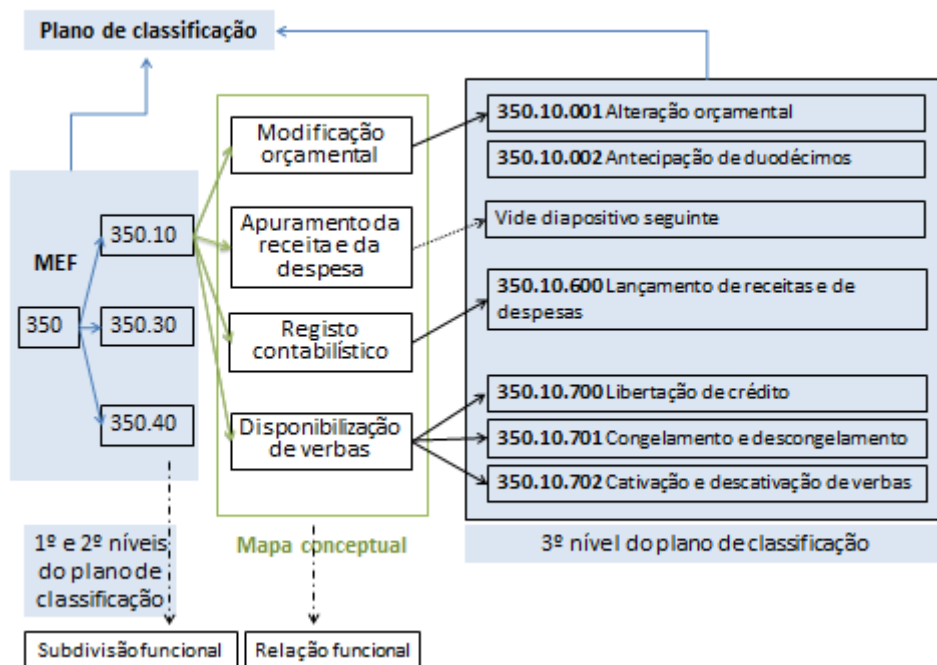 Plano de classificação
MEF
350
350.10
350.30
350.40
Modificação
orçamental
Apuramento da
receita e da
despesa
Registo
contabilístico
Disponibilização
de verbas
350.10.001 Alteração orçamental
350.10.002 Antecipação de duodécimos
Vide diapositivo seguinte
350.10.600 Lançamento de receitas e de
despesas
350.10.700 Libertação de crédito
350.10.701 Congelamento e descongelamento
350.10.702 Cativação e descativação de verbas
1º e 2º níveis
do plano de
classificação
Mapa conceptual
3º nível do plano de classificação
Subdivisão funcional
Relação funcional